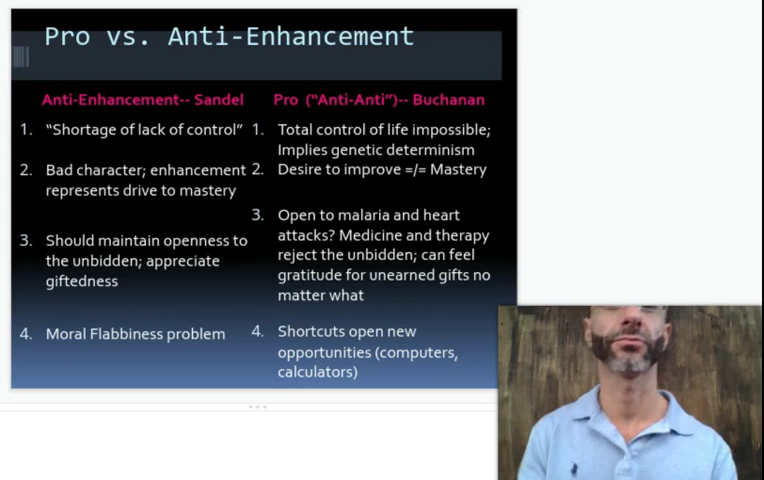 Pro vs. Anti-Enhancement
Anti-Enhancement-- Sandel
1. “Shortage of lack of control”
2. Bad character; enhancement
represents drive to mastery
3. Should maintain openness to
the unbidden; appreciate
giftedness
4. Moral Flabbiness problem
Pro (“Anti-Anti”)-- Buchanan
1. Total control of life impossible;
Implies genetic determinism
2. Desire to improve =/= Mastery
3. Open to malaria and heart
attacks? Medicine and therapy
reject the unbidden; can feel
gratitude for unearned gifts no
matter what
4. Shortcuts open new
opportunities (computers,
calculators)